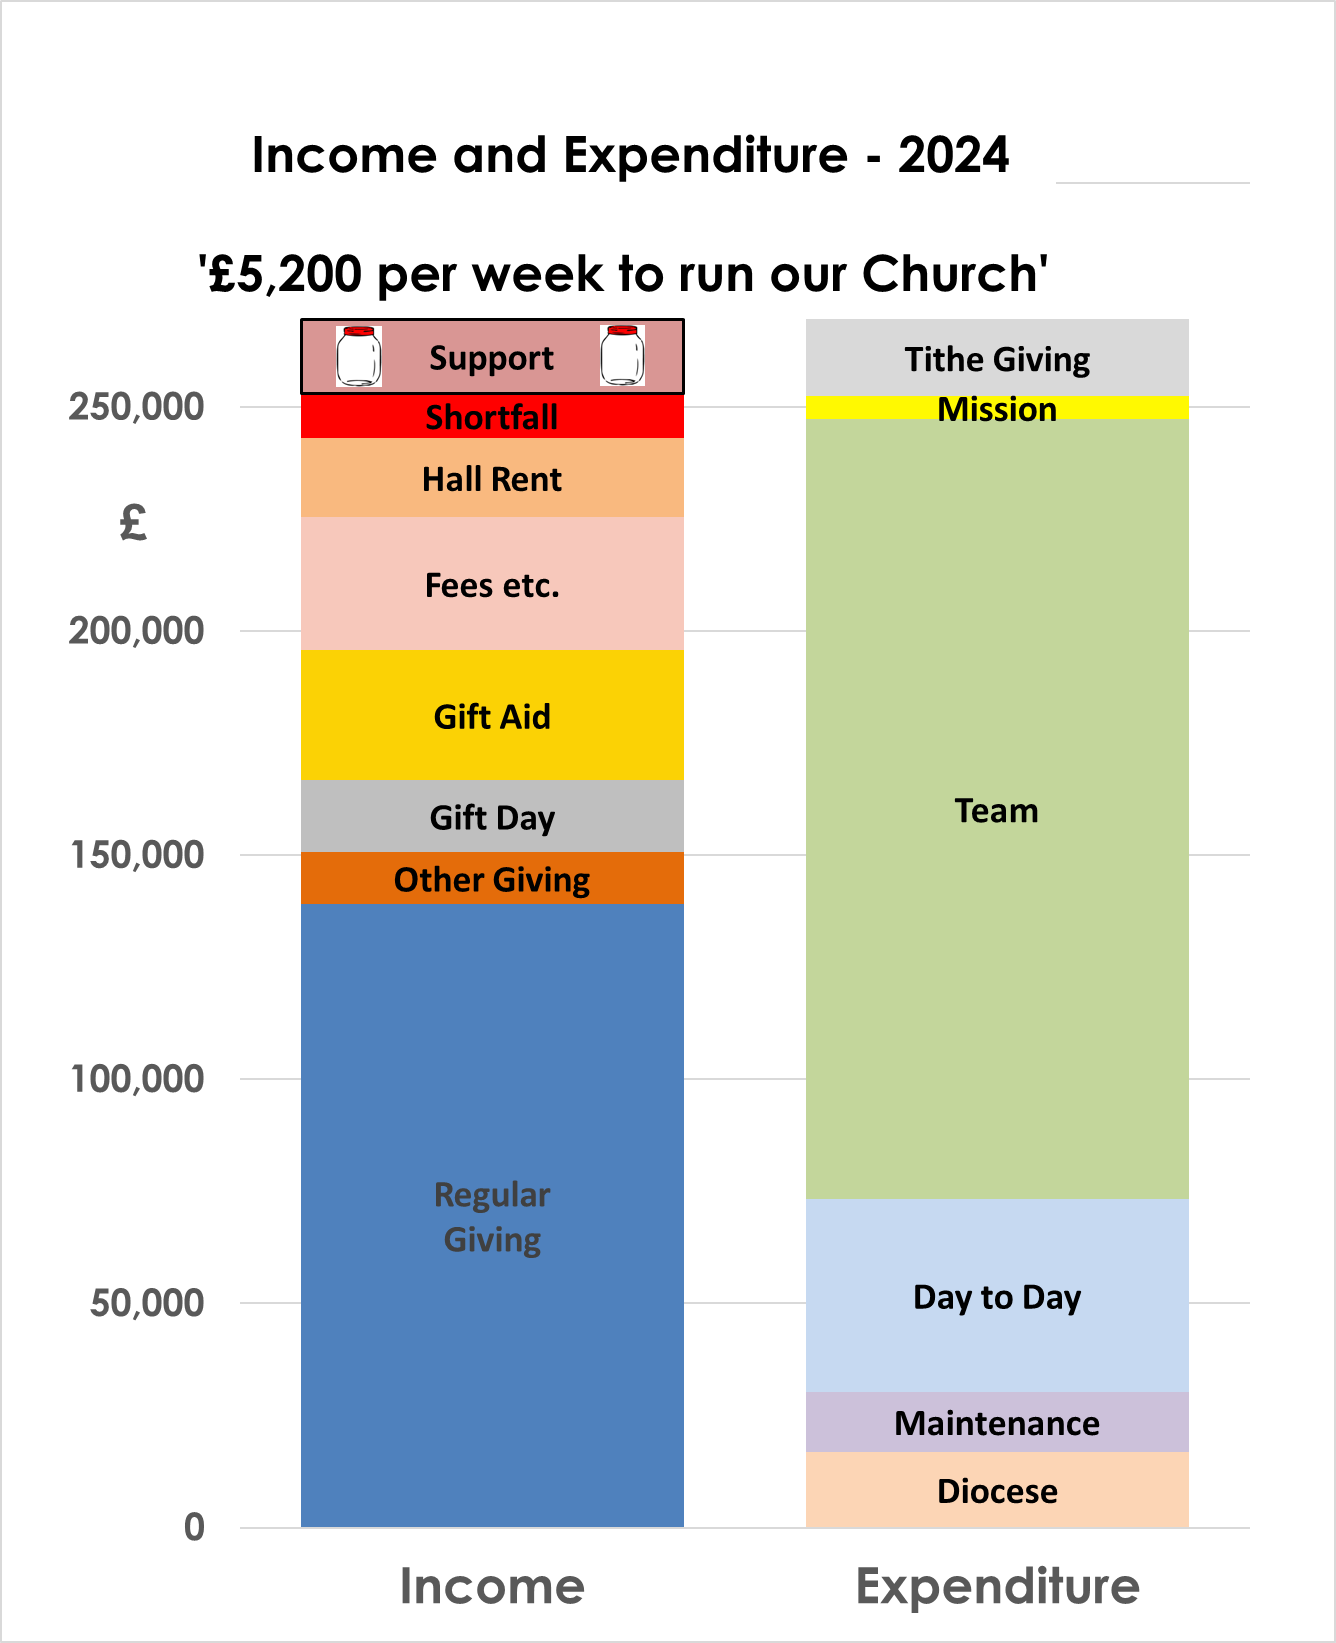 Income and Expenditure - 2024
'£5,200 per week to run our Church'
250,000
£
200,000
150,000
100,000
50,000
0
Support
Shortfall
Hall Rent
Fees etc.
Gift Aid
Gift Day
Other Giving
Regular
Giving
Tithe Giving
Mission
Team
Day to Day
Maintenance
Diocese
Income
Expenditure